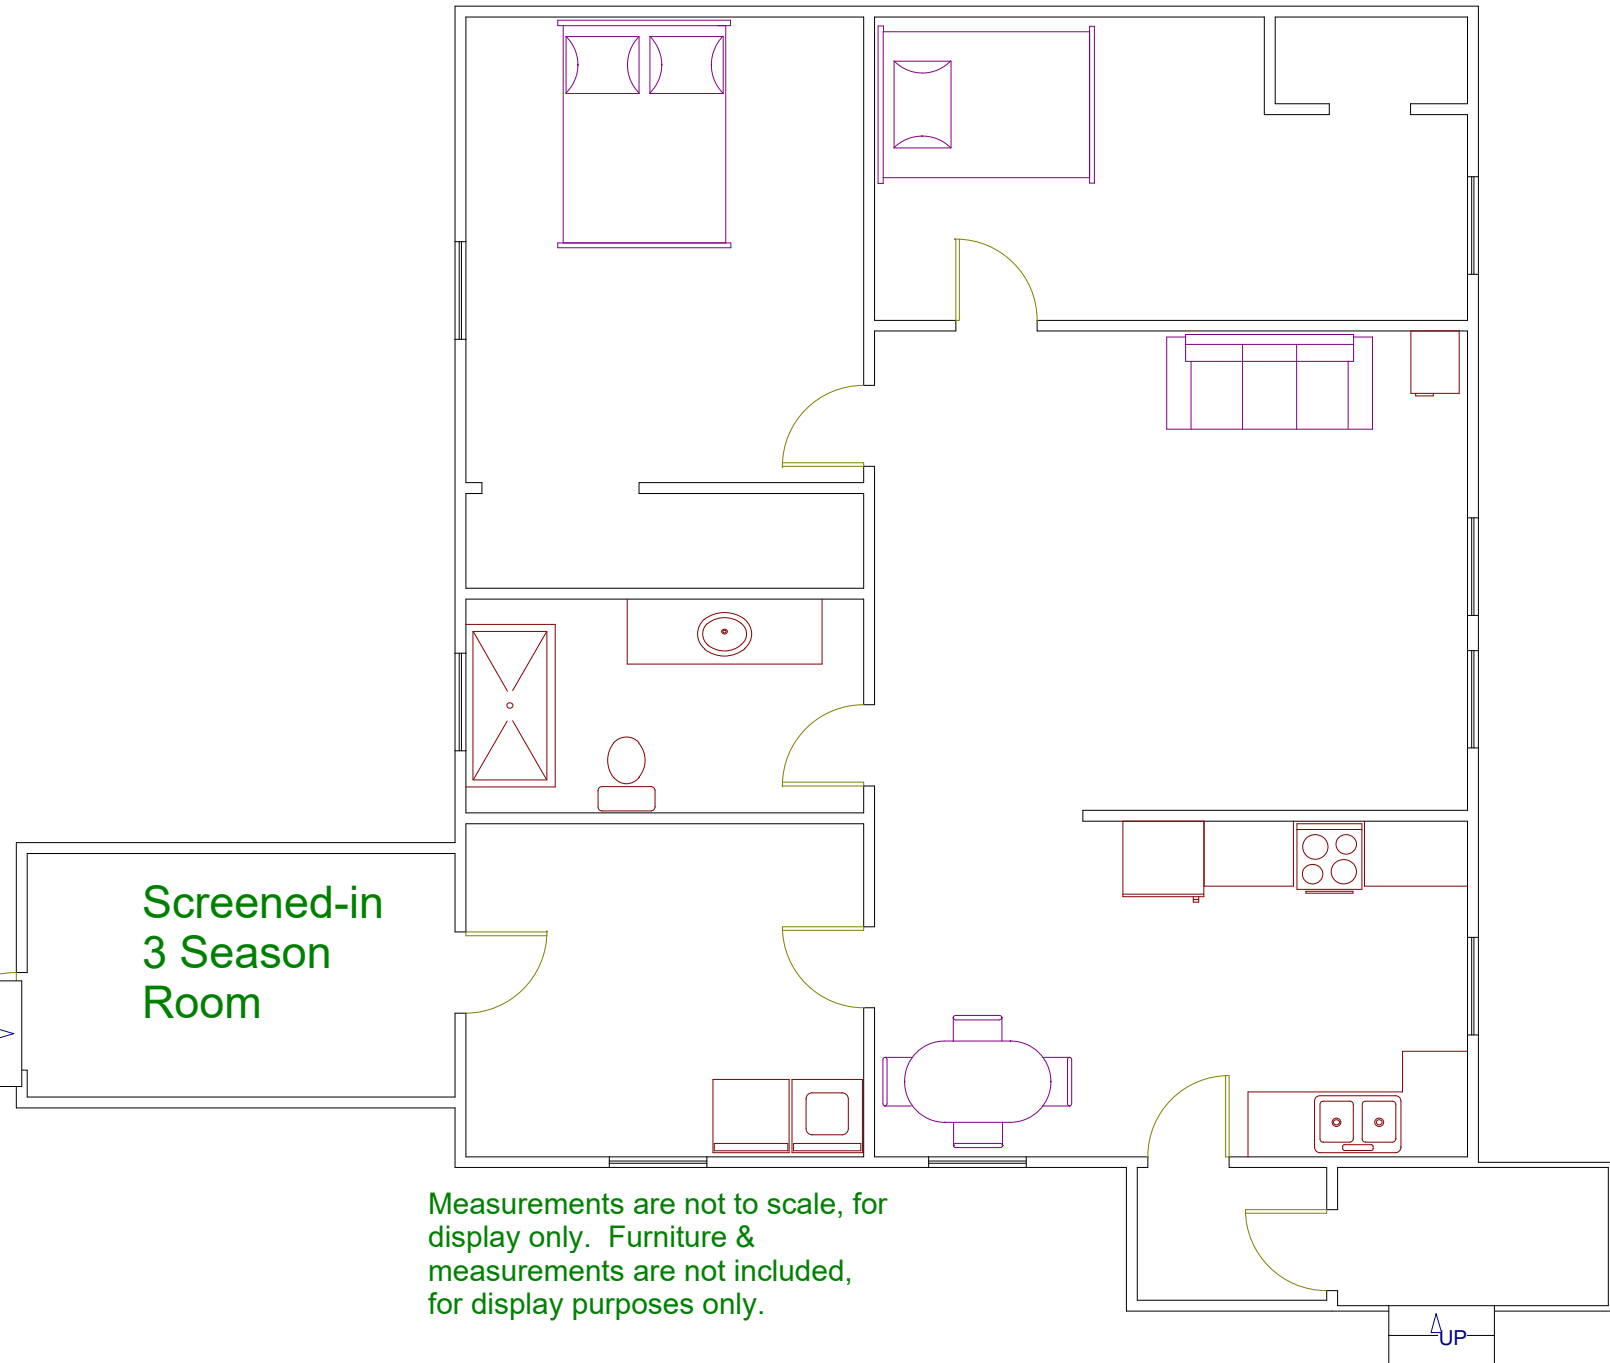 Screened-in
3 Season
Room
Measurements are not to scale, for
display only.  Furniture &
measurements are not included,
for display purposes only.
UP